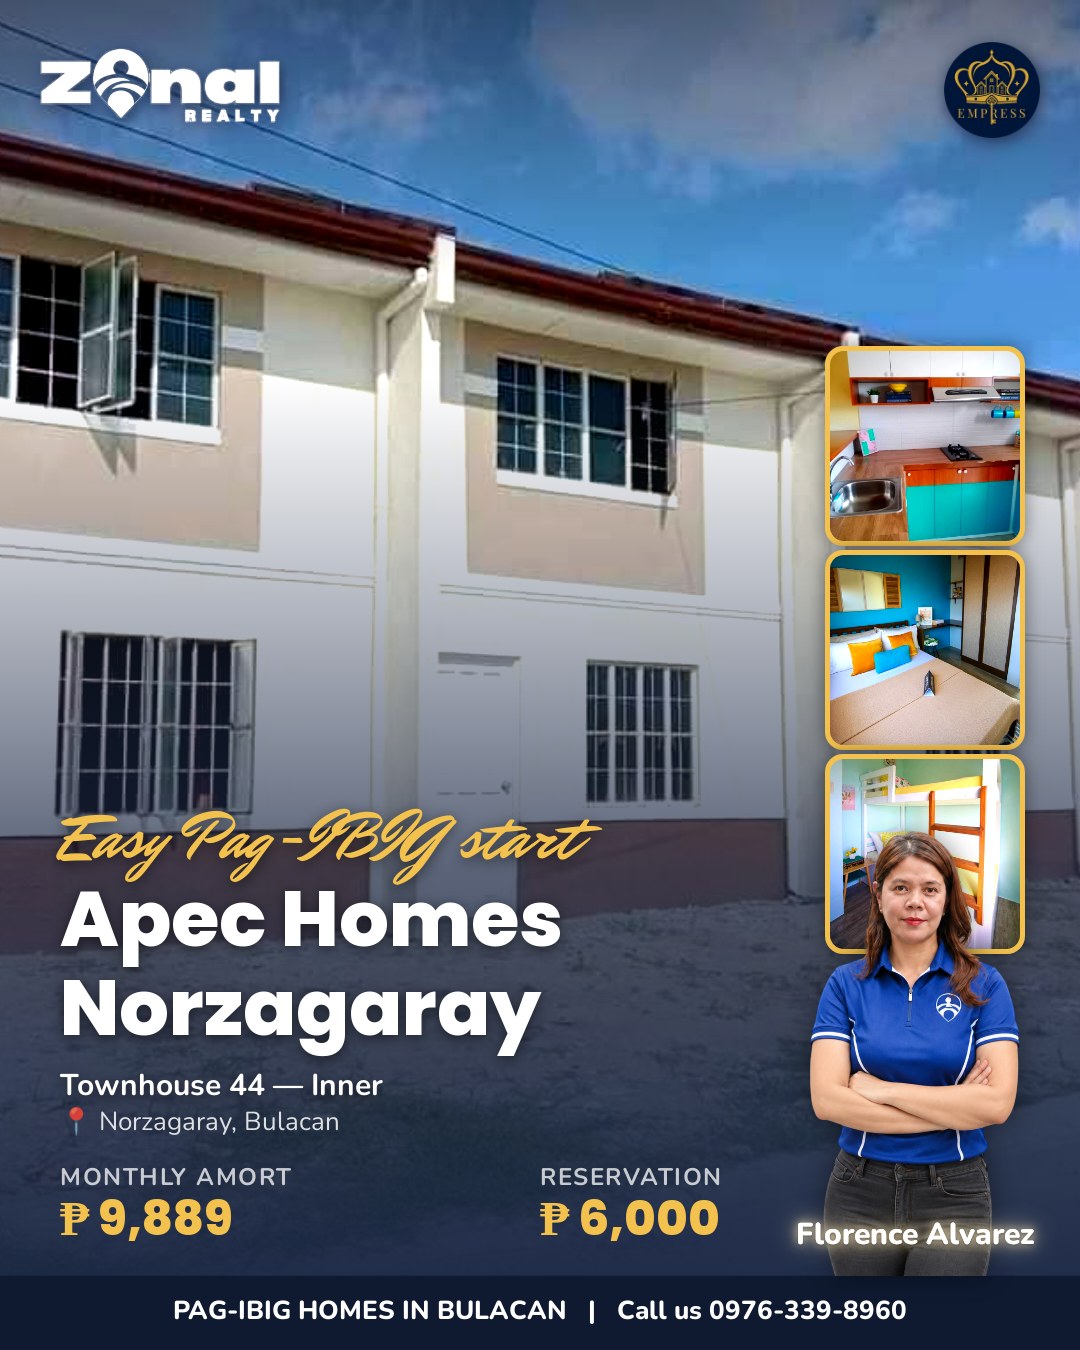 Zonal
REALTY
EMPRESS
Easy Pag-IBIG start
Apec Homes
Norzagaray
Townhouse 44 — Inner
📍 Norzagaray, Bulacan
MONTHLY AMORT
₱ 9,889
RESERVATION
₱ 6,000
Florence Alvarez
PAG-IBIG HOMES IN BULACAN | Call us 0976-339-8960